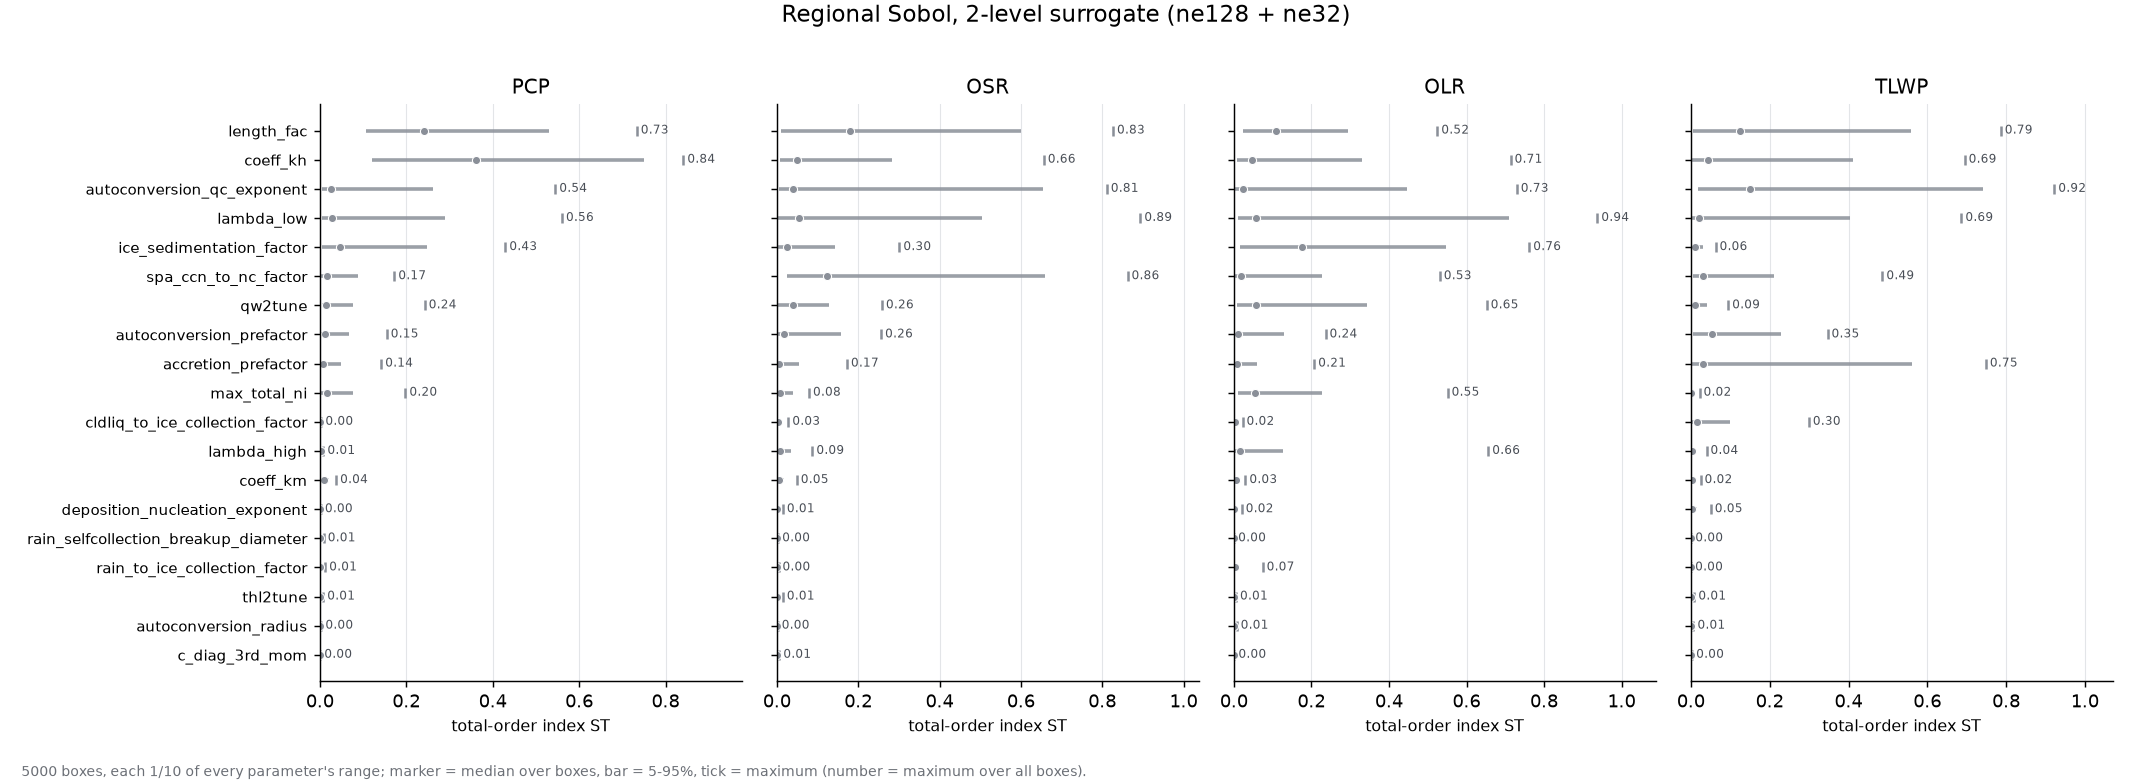 Regional Sobol, 2-level surrogate (ne128 + ne32)
PCP OSR OLR TLWP
length_fac 0.73 0.83 0.52 0.79
coeff_kh 0.84 0.66 0.71 0.69
autoconversion_qc_exponent 0.54 0.81 0.73 0.92
lambda_low 0.56 0.89 0.94 0.69
ice_sedimentation_factor 0.43 0.30 0.76 0.06
spa_ccn_to_nc_factor 0.17 0.86 0.53 0.49
qw2tune 0.24 0.26 0.65 0.09
autoconversion_prefactor 0.15 0.26 0.24 0.35
accretion_prefactor 0.14 0.17 0.21 0.75
max_total_ni 0.20 0.08 0.55 0.02
cldliq_to_ice_collection_factor 0.00 0.03 0.02 0.30
lambda_high 0.01 0.09 0.66 0.04
coeff_km 0.04 0.05 0.03 0.02
deposition_nucleation_exponent 0.00 0.01 0.02 0.05
rain_selfcollection_breakup_diameter 0.01 0.00 0.00 0.00
rain_to_ice_collection_factor 0.01 0.00 0.07 0.00
thl2tune 0.01 0.01 0.01 0.01
autoconversion_radius 0.00 0.00 0.01 0.01
c_diag_3rd_mom 0.00 0.01 0.00 0.00
0.0 0.2 0.4 0.6 0.8 0.0 0.2 0.4 0.6 0.8 1.0 0.0 0.2 0.4 0.6 0.8 1.0 0.0 0.2 0.4 0.6 0.8 1.0
total-order index ST total-order index ST total-order index ST total-order index ST
5000 boxes, each 1/10 of every parameter's range; marker = median over boxes, bar = 5-95%, tick = maximum (number = maximum over all boxes).